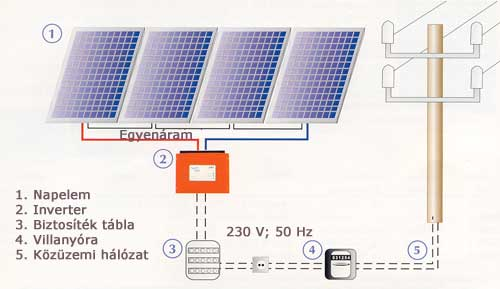 1
Egyenáram
2
1. Napelem
2. Inverter
3. Biztosíték tábla
4. Villanyóra
5. Közüzemi hálózat
230 V; 50 Hz
3
4
5